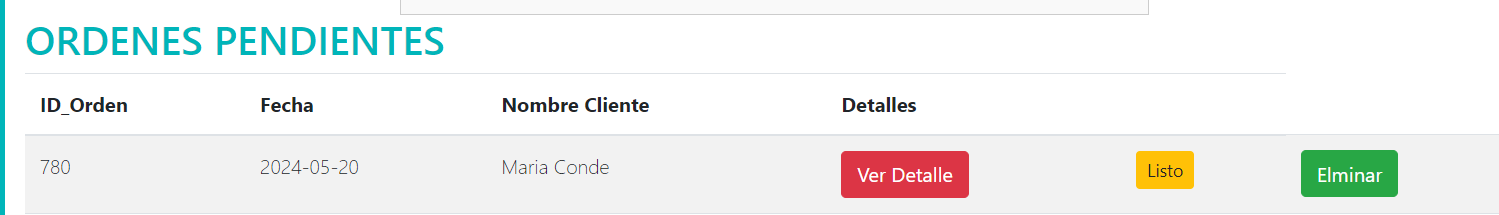 ORDENES PENDIENTES
ID_Orden Fecha Nombre Cliente Detalles
780 2024-05-20 Maria Conde Ver Detalle Listo Elminar